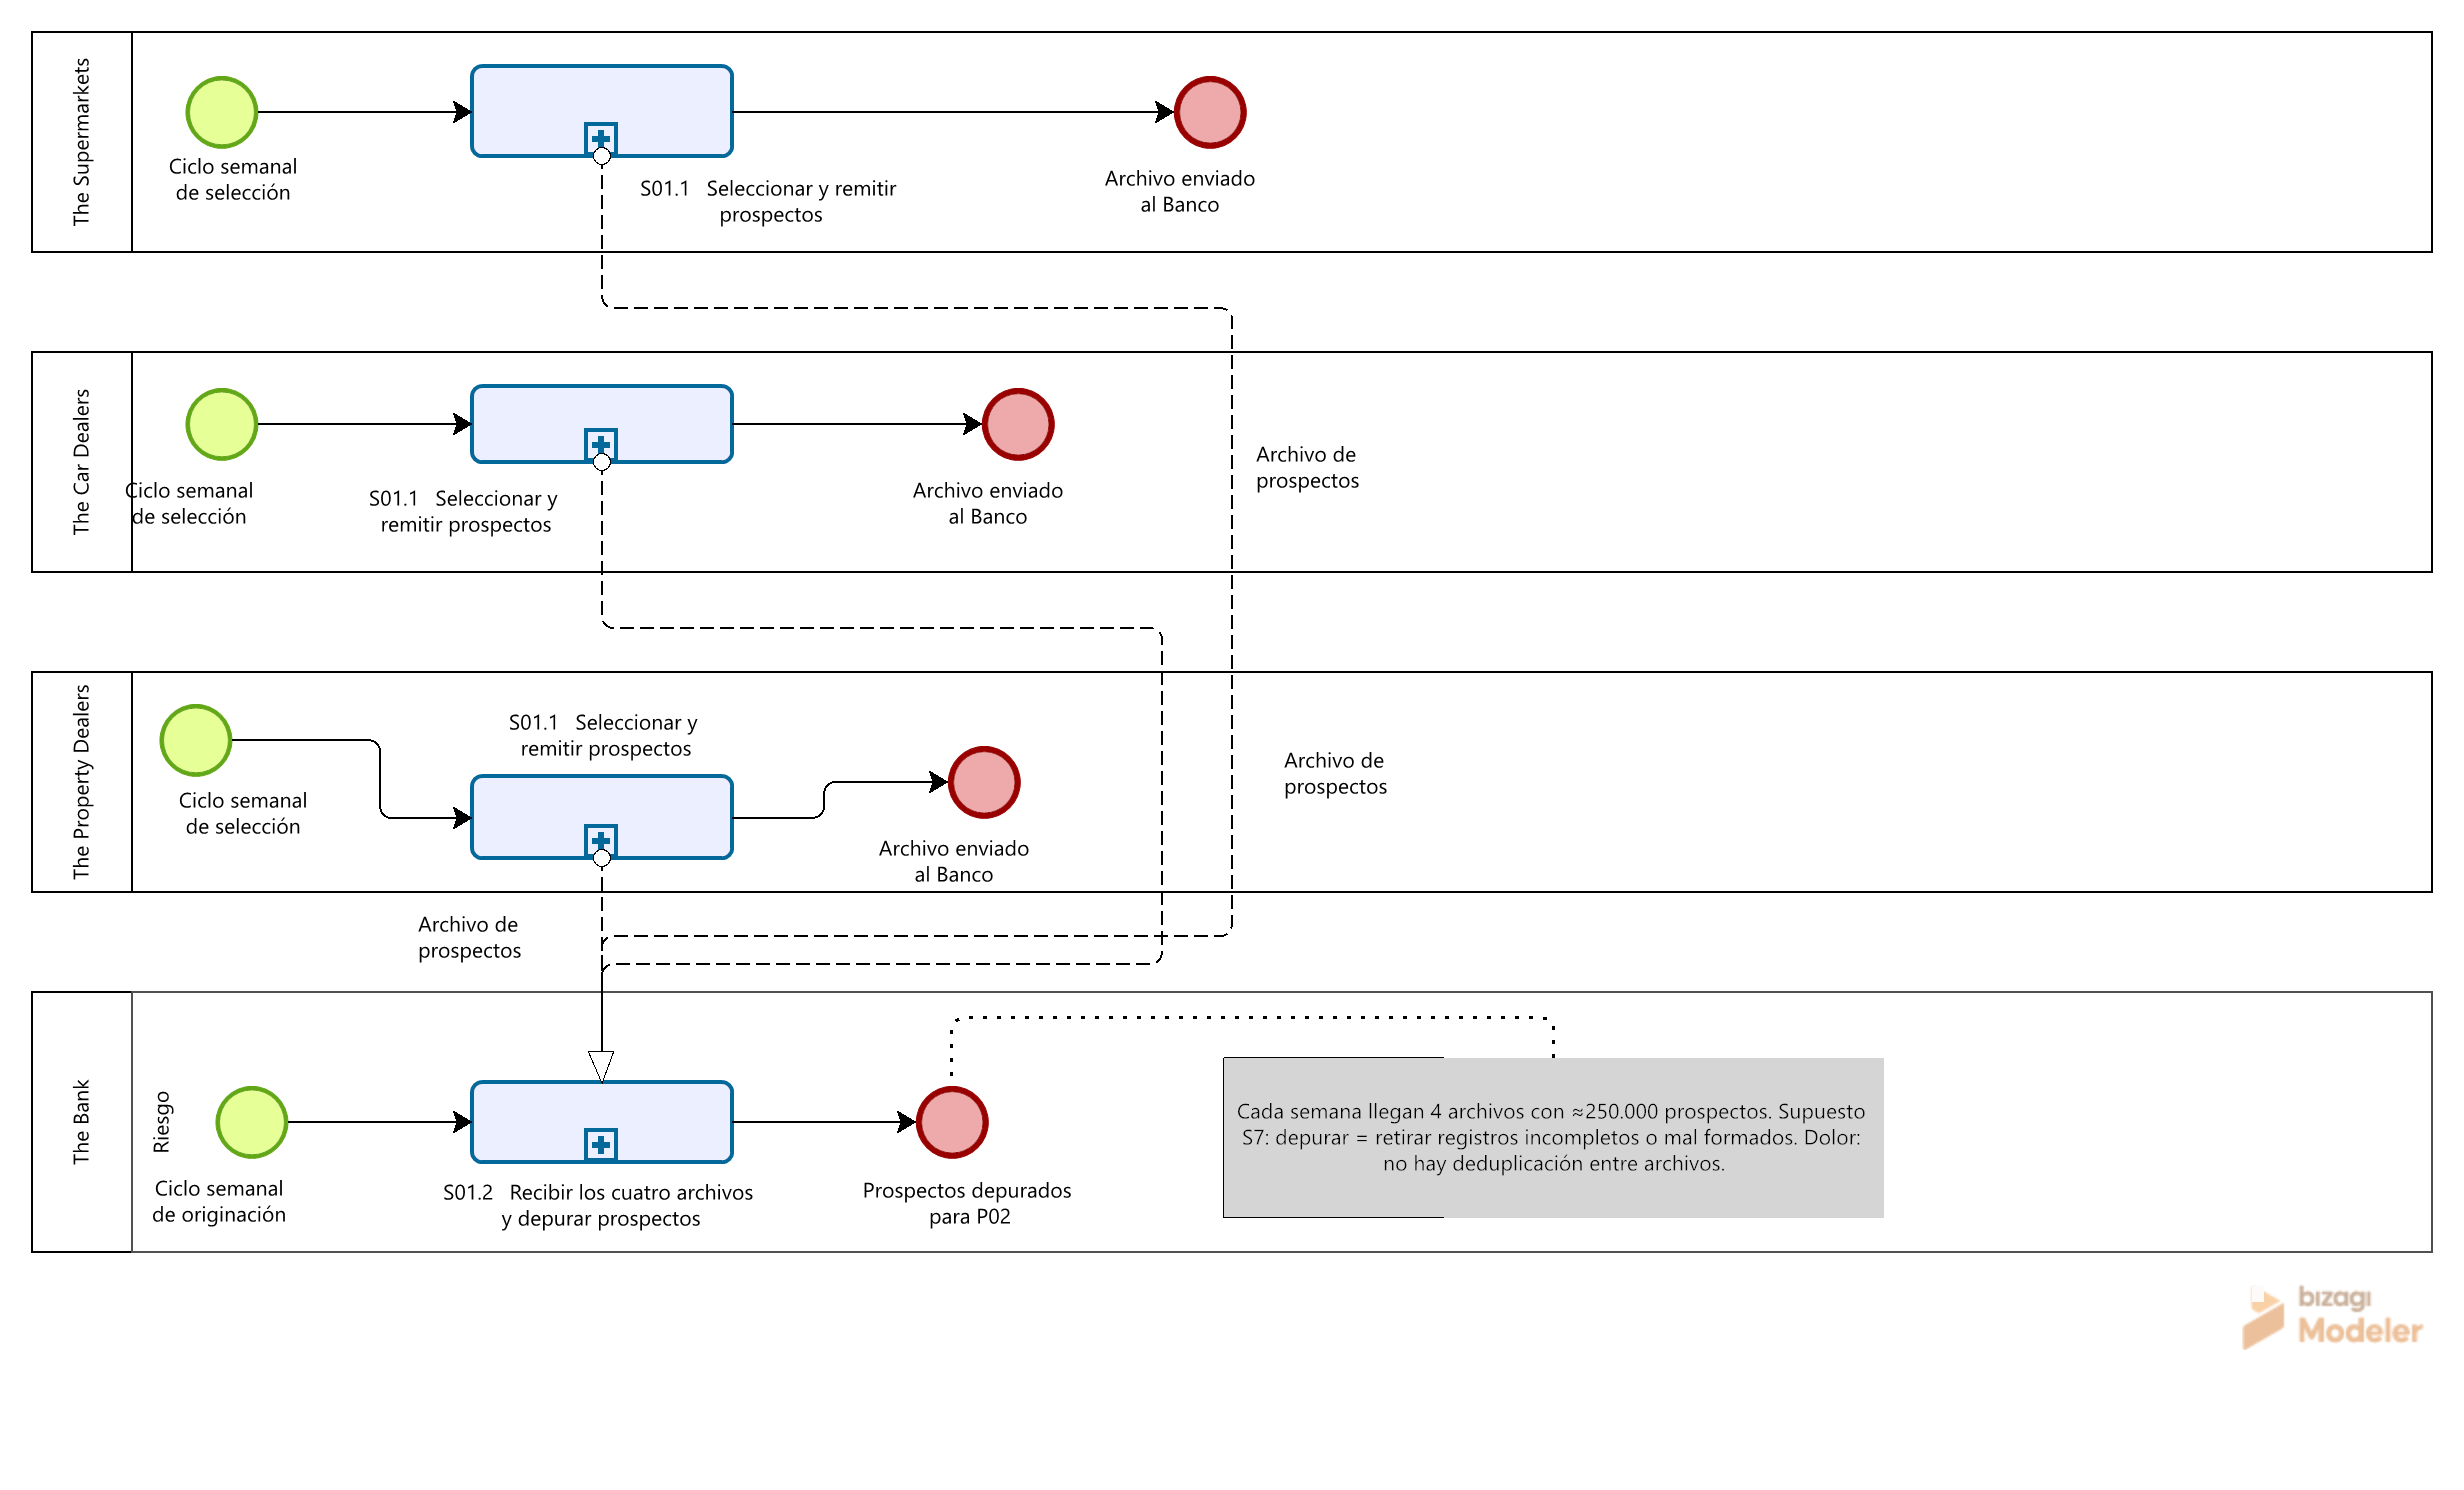 The Supermarkets
Ciclo semanal
de selección
S01.1   Seleccionar y remitir
prospectos
Archivo enviado
al Banco
The Car Dealers
Ciclo semanal
de selección
S01.1   Seleccionar y
remitir prospectos
Archivo enviado
al Banco
Archivo de
prospectos
The Property Dealers
Ciclo semanal
de selección
S01.1   Seleccionar y
remitir prospectos
Archivo enviado
al Banco
Archivo de
prospectos
Archivo de
prospectos
The Bank
Riesgo
Ciclo semanal
de originación
S01.2   Recibir los cuatro archivos
y depurar prospectos
Prospectos depurados
para P02
Cada semana llegan 4 archivos con ≈250.000 prospectos. Supuesto
S7: depurar = retirar registros incompletos o mal formados. Dolor:
no hay deduplicación entre archivos.
bizagi
Modeler